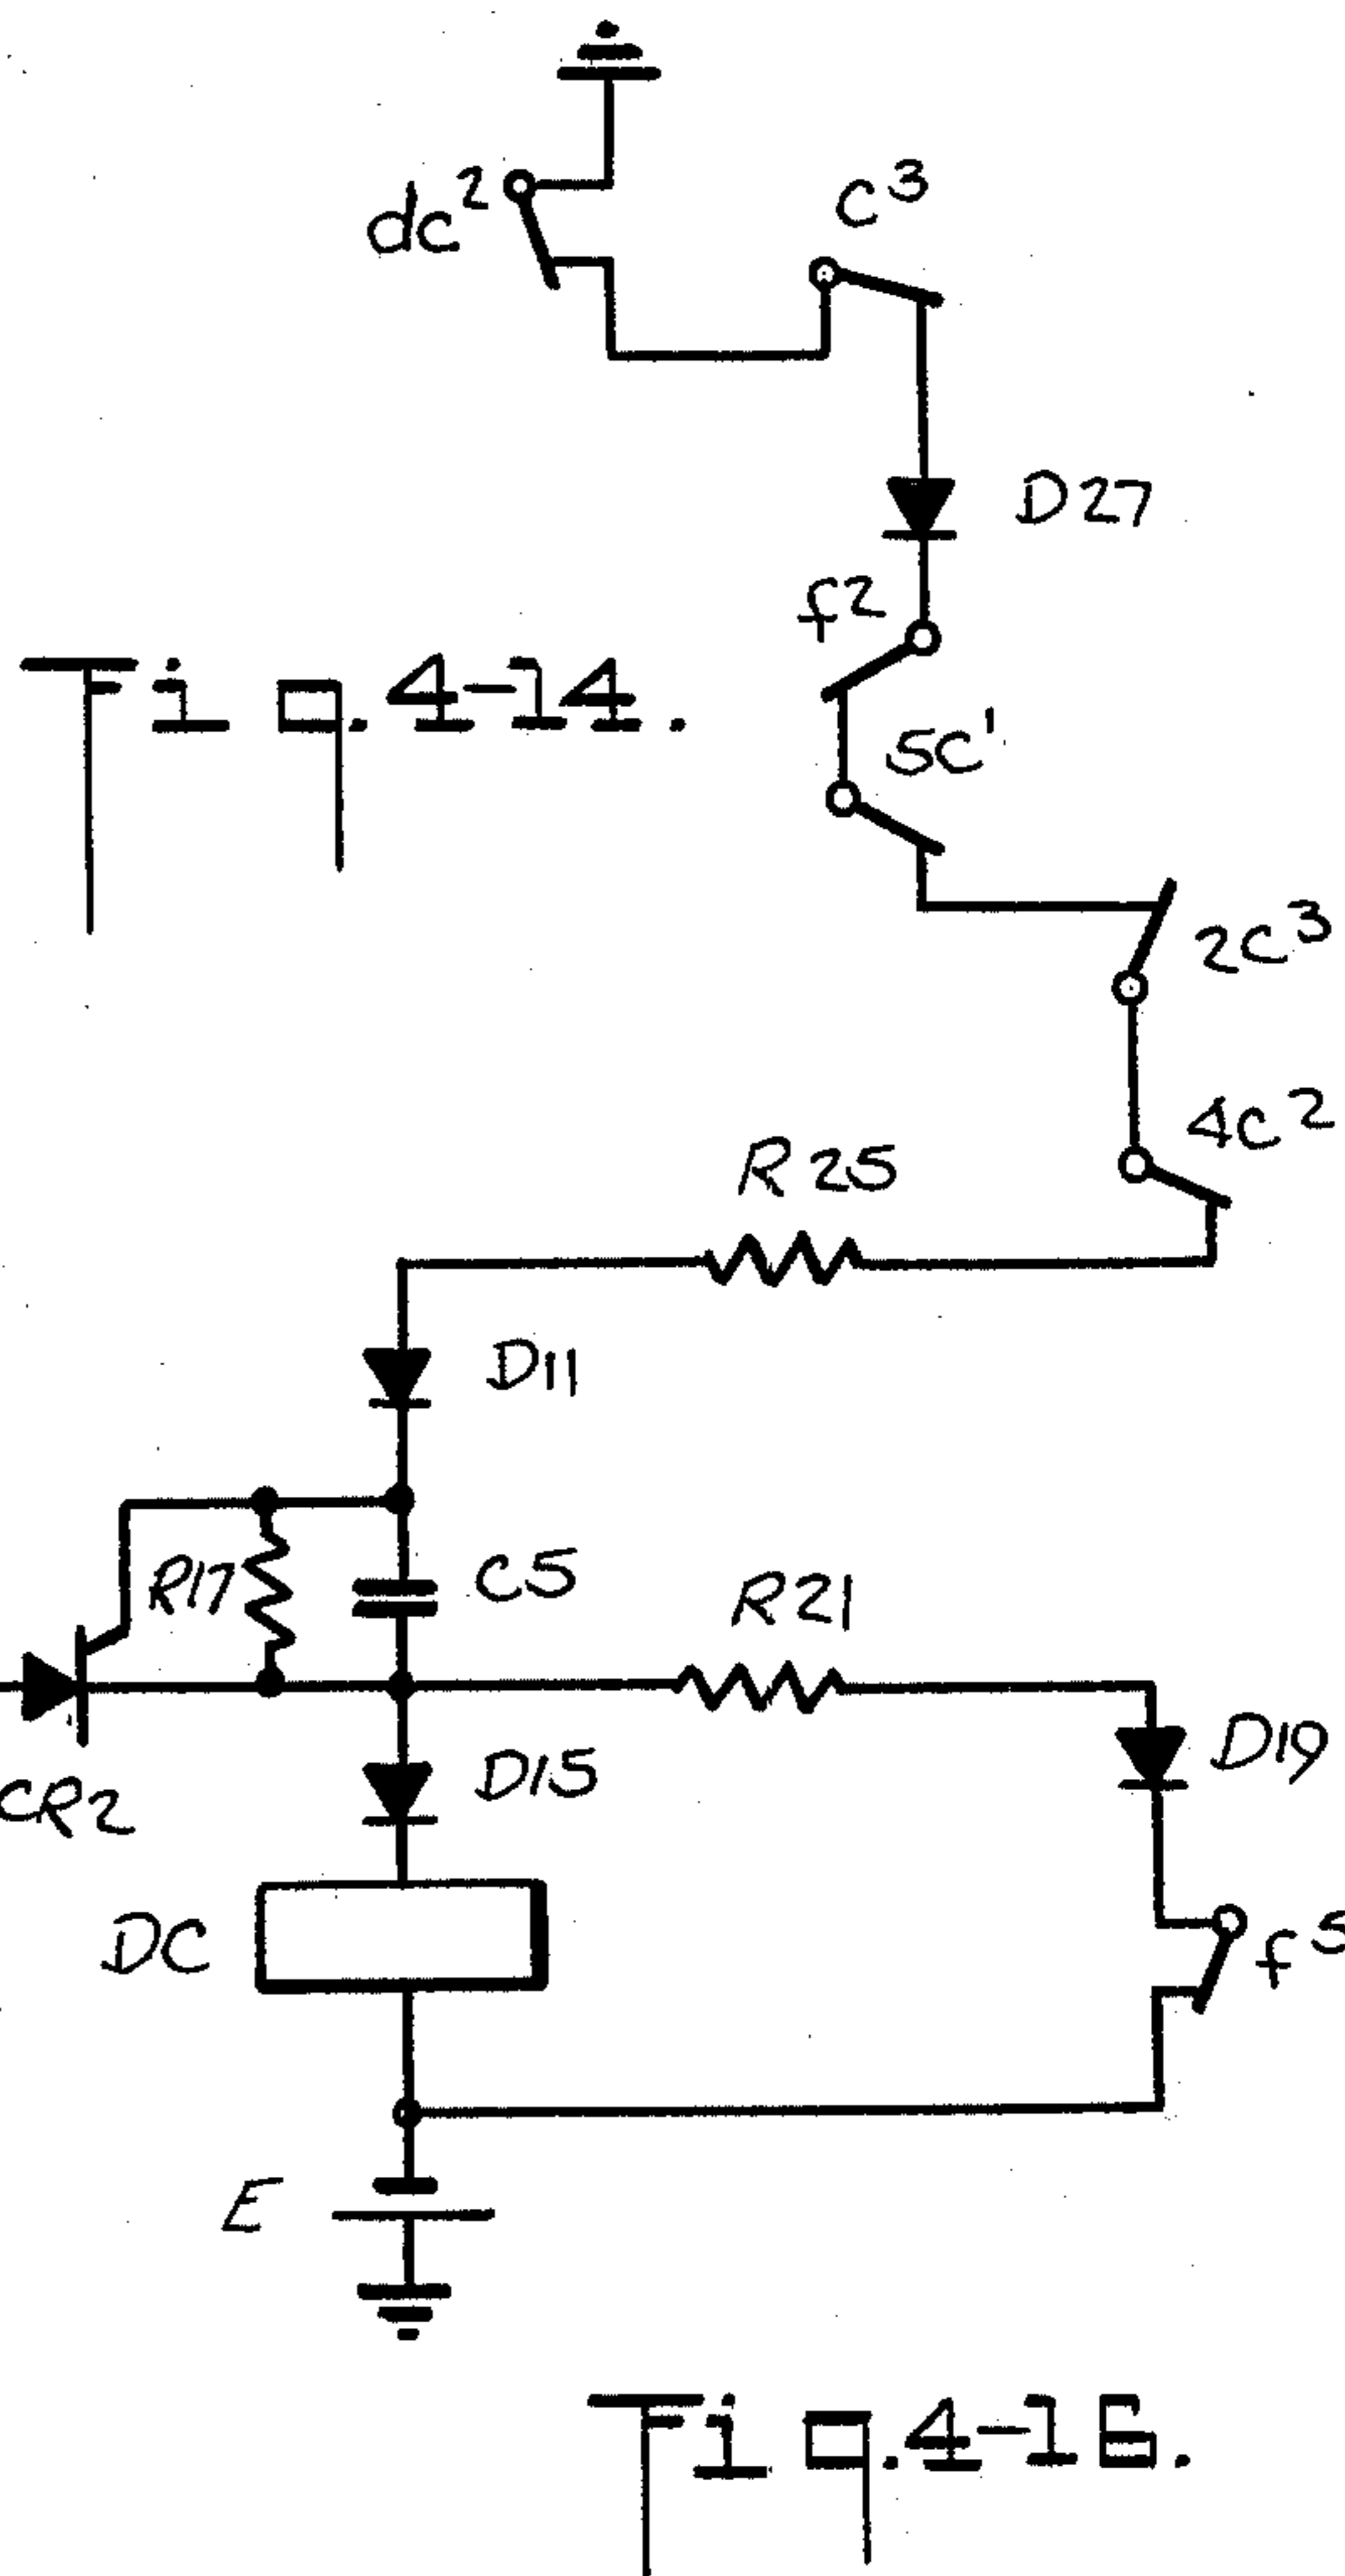 dc²
c³
D27
f²
Fig. 4-14.
5c'
2c³
4c²
R25
D11
R17
C5
R21
D19
CR2
D15
DC
f⁵
E
Fig. 4-16.